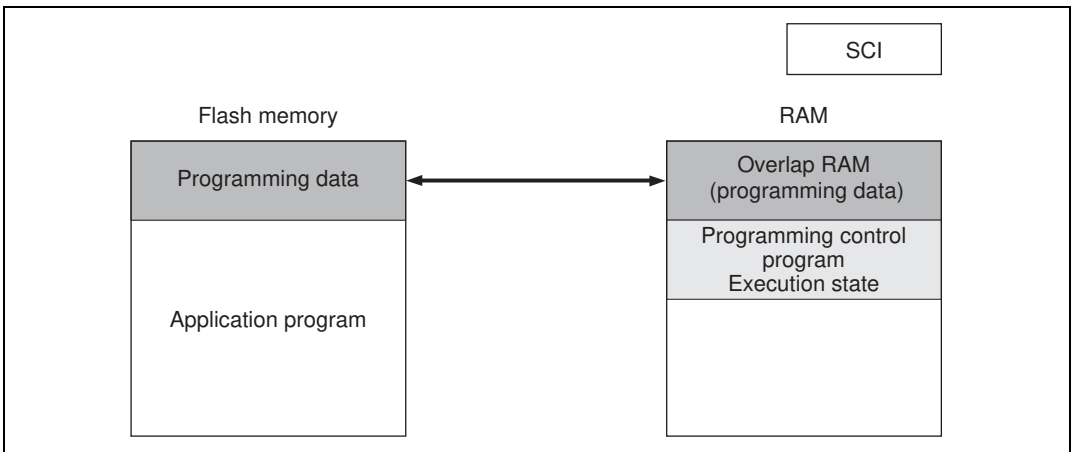 SCI
Flash memory
RAM
Programming data
Overlap RAM
(programming data)
Programming control
program
Execution state
Application program